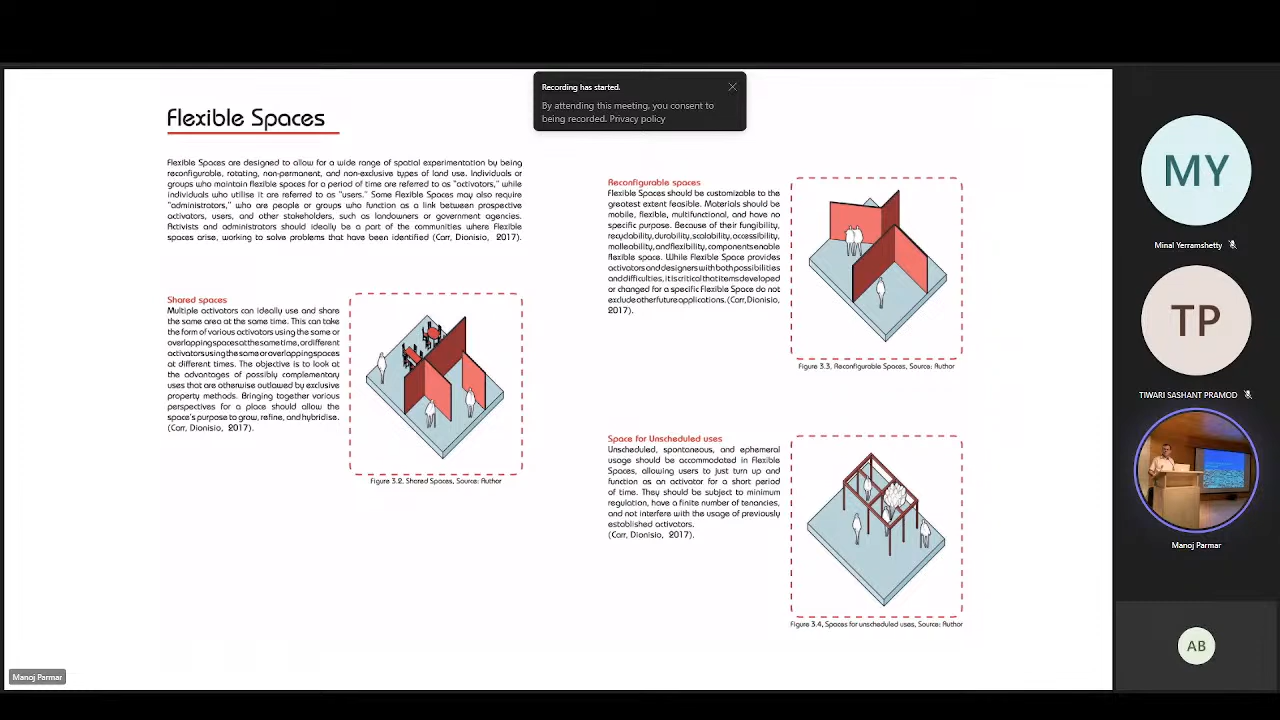 Recording has started.
By attending this meeting, you consent to
being recorded. Privacy policy
Flexible Spaces
Flexible Spaces are designed to allow for a wide range of spatial experimentation by being
reconfigurable, rotating, non-permanent, and non-exclusive types of land use. Individuals or
groups who maintain flexible spaces for a period of time are referred to as "activators," while
individuals who utilise it are referred to as "users." Some Flexible Spaces may also require
"administrators," who are people or groups who function as a link between prospective
activators, users, and other stakeholders, such as landowners or government agencies.
Activists and administrators should ideally be a part of the communities where Flexible
spaces arise, working to solve problems that have been identified (Carr, Dionisio, 2017).
Shared spaces
Multiple activators can ideally use and share
the same area at the same time. This can take
the form of various activators using the same or
overlapping spaces at the same time, or different
activators using the same or overlapping spaces
at different times. The objective is to look at
the advantages of possibly complementary
uses that are otherwise outlawed by exclusive
property methods. Bringing together various
perspectives for a place should allow the
space's purpose to grow, refine, and hybridise.
(Carr, Dionisio, 2017).
Figure 3.2, Shared Spaces, Source: Author
Reconfigurable spaces
Flexible Spaces should be customizable to the
greatest extent feasible. Materials should be
mobile, flexible, multifunctional, and have no
specific purpose. Because of their fungibility,
recyclability, durability, scalability, accessibility,
malleability, and flexibility, components enable
flexible space. While Flexible Space provides
activators and designers with both possibilities
and difficulties, it is critical that items developed
or changed for a specific Flexible Space do not
exclude other future applications. (Carr, Dionisio,
2017).
Figure 3.3, Reconfigurable Spaces, Source: Author
Space for Unscheduled uses
Unscheduled, spontaneous, and ephemeral
usage should be accommodated in Flexible
Spaces, allowing users to just turn up and
function as an activator for a short period
of time. They should be subject to minimum
regulation, have a finite number of tenancies,
and not interfere with the usage of previously
established activators.
(Carr, Dionisio, 2017).
Figure 3.4, Spaces for unscheduled uses, Source: Author
MY
Minal Yerramshetty
TP
TIWARI SASHANT PRAMOD
Manoj Parmar
AB
Manoj Parmar